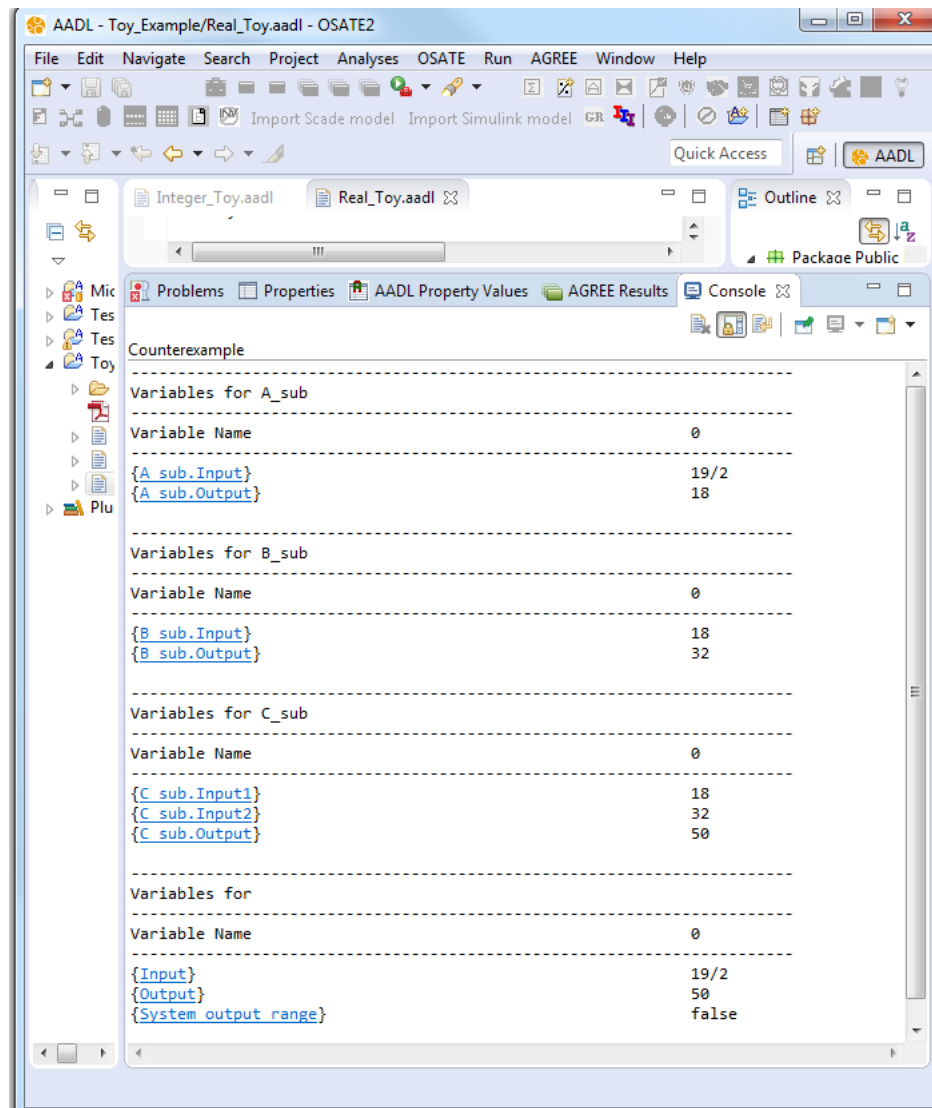 AADL - Toy_Example/Real_Toy.aadl - OSATE2
File Edit Navigate Search Project Analyses OSATE Run AGREE Window Help
Import Scade model Import Simulink model GR
Quick Access AADL
Integer_Toy.aadl Real_Toy.aadl Outline
Package Public
Mic
Tes
Tes
Toy
Plu
Problems Properties AADL Property Values AGREE Results Console
Counterexample
--------------------------------------------------------------------------------
Variables for A_sub
--------------------------------------------------------------------------------
Variable Name 0
--------------------------------------------------------------------------------
{A_sub.Input} 19/2
{A_sub.Output} 18
--------------------------------------------------------------------------------
Variables for B_sub
--------------------------------------------------------------------------------
Variable Name 0
--------------------------------------------------------------------------------
{B_sub.Input} 18
{B_sub.Output} 32
--------------------------------------------------------------------------------
Variables for C_sub
--------------------------------------------------------------------------------
Variable Name 0
--------------------------------------------------------------------------------
{C_sub.Input1} 18
{C_sub.Input2} 32
{C_sub.Output} 50
--------------------------------------------------------------------------------
Variables for
--------------------------------------------------------------------------------
Variable Name 0
--------------------------------------------------------------------------------
{Input} 19/2
{Output} 50
{System output range} false